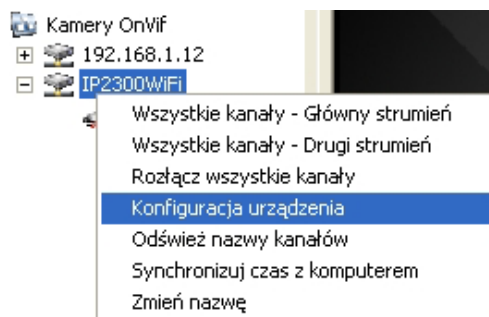 Kamery OnVif
192.168.1.12
IP2300WiFi
Wszystkie kanały - Główny strumień
Wszystkie kanały - Drugi strumień
Rozłącz wszystkie kanały
Konfiguracja urządzenia
Odśwież nazwy kanałów
Synchronizuj czas z komputerem
Zmień nazwę